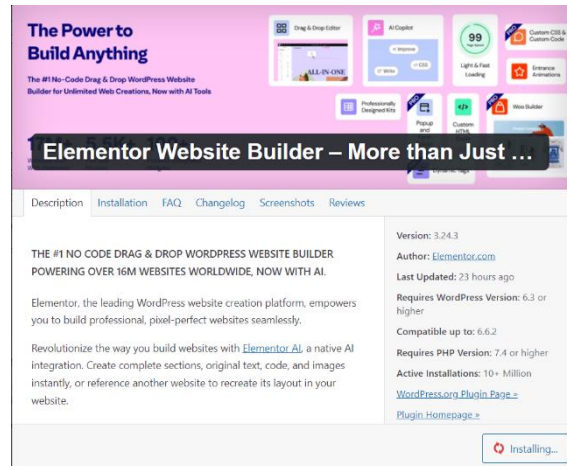 The Power to
Build Anything
The #1 No-Code Drag & Drop WordPress Website
Builder for Unlimited Web Creations, Now with AI Tools
Drag & Drop Editor
ALL-IN-ONE
AI Copilot
Improve
Write
CSS
99
Light & Fast
Loading
PRO
Custom CSS &
Custom Code
Entrance
Animations
Professionally
Designed Kits
Popup
and
Custom
HTML
Woo Builder
Dynamic Tags
Elementor Website Builder – More than Just …
Description
Installation
FAQ
Changelog
Screenshots
Reviews
THE #1 NO CODE DRAG & DROP WORDPRESS WEBSITE BUILDER
POWERING OVER 16M WEBSITES WORLDWIDE, NOW WITH AI.
Elementor, the leading WordPress website creation platform, empowers
you to build professional, pixel-perfect websites seamlessly.
Revolutionize the way you build websites with Elementor AI, a native AI
integration. Create complete sections, original text, code, and images
instantly, or reference another website to recreate its layout in your
website.
Version: 3.24.3
Author: Elementor.com
Last Updated: 23 hours ago
Requires WordPress Version: 6.3 or
higher
Compatible up to: 6.6.2
Requires PHP Version: 7.4 or higher
Active Installations: 10+ Million
WordPress.org Plugin Page »
Plugin Homepage »
Installing...